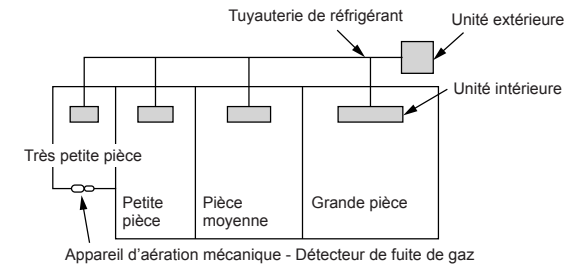 Tuyauterie de réfrigérant
Unité extérieure
Unité intérieure
Très petite pièce
Petite
pièce
Pièce
moyenne
Grande pièce
Appareil d'aération mécanique - Détecteur de fuite de gaz